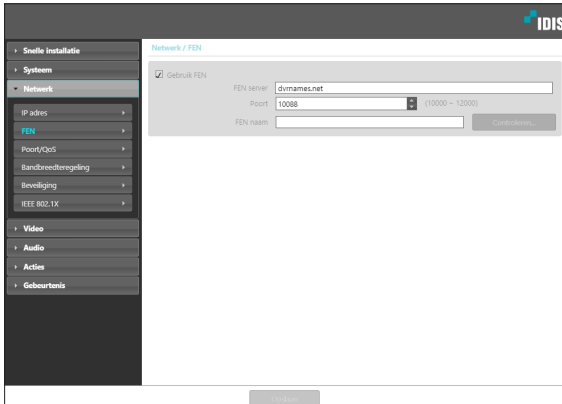 IDIS
Snelle installatie
Systeem
Netwerk
IP adres
FEN
Poort/QoS
Bandbreedteregeling
Beveiliging
IEEE 802.1X
Video
Audio
Acties
Gebeurtenis
Netwerk / FEN
Gebruik FEN
FEN server dvrnames.net
Poort 10088 (10000 ~ 12000)
FEN naam Controleren...